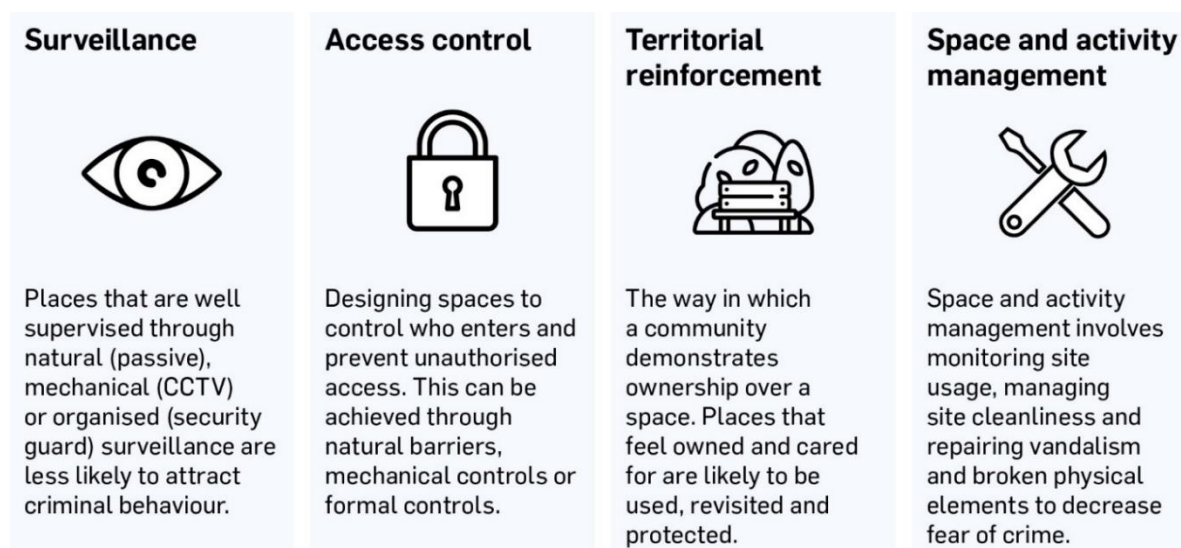 Surveillance
Places that are well
supervised through
natural (passive),
mechanical (CCTV)
or organised (security
guard) surveillance are
less likely to attract
criminal behaviour.
Access control
Designing spaces to
control who enters and
prevent unauthorised
access. This can be
achieved through
natural barriers,
mechanical controls or
formal controls.
Territorial
reinforcement
The way in which
a community
demonstrates
ownership over a
space. Places that
feel owned and cared
for are likely to be
used, revisited and
protected.
Space and activity
management
Space and activity
management involves
monitoring site
usage, managing
site cleanliness and
repairing vandalism
and broken physical
elements to decrease
fear of crime.